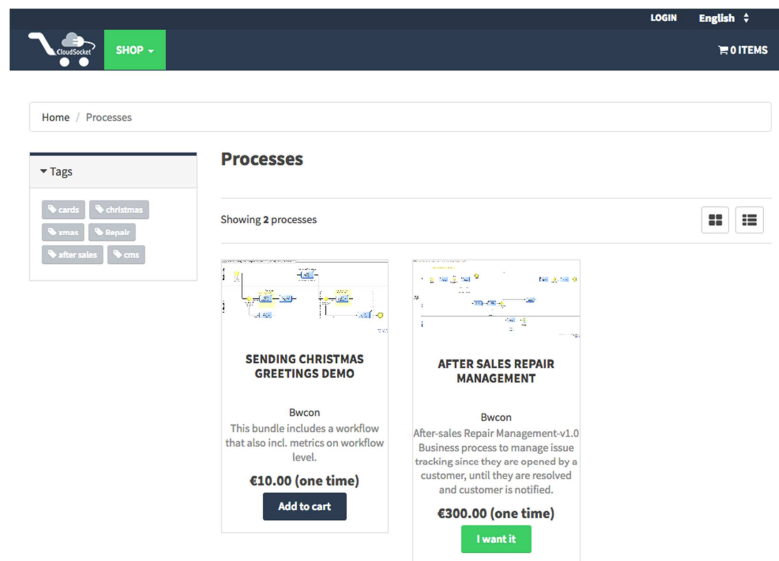 LOGIN English
CloudSocket
SHOP
0 ITEMS
Home / Processes
Tags
cards christmas
xmas Repair
after sales cms
Processes
Showing 2 processes
SENDING CHRISTMAS
GREETINGS DEMO
Bwcon
This bundle includes a workflow
that also incl. metrics on workflow
level.
€10.00 (one time)
Add to cart
AFTER SALES REPAIR
MANAGEMENT
Bwcon
After-sales Repair Management-v1.0
Business process to manage issue
tracking since they are opened by a
customer, until they are resolved
and customer is notified.
€300.00 (one time)
I want it